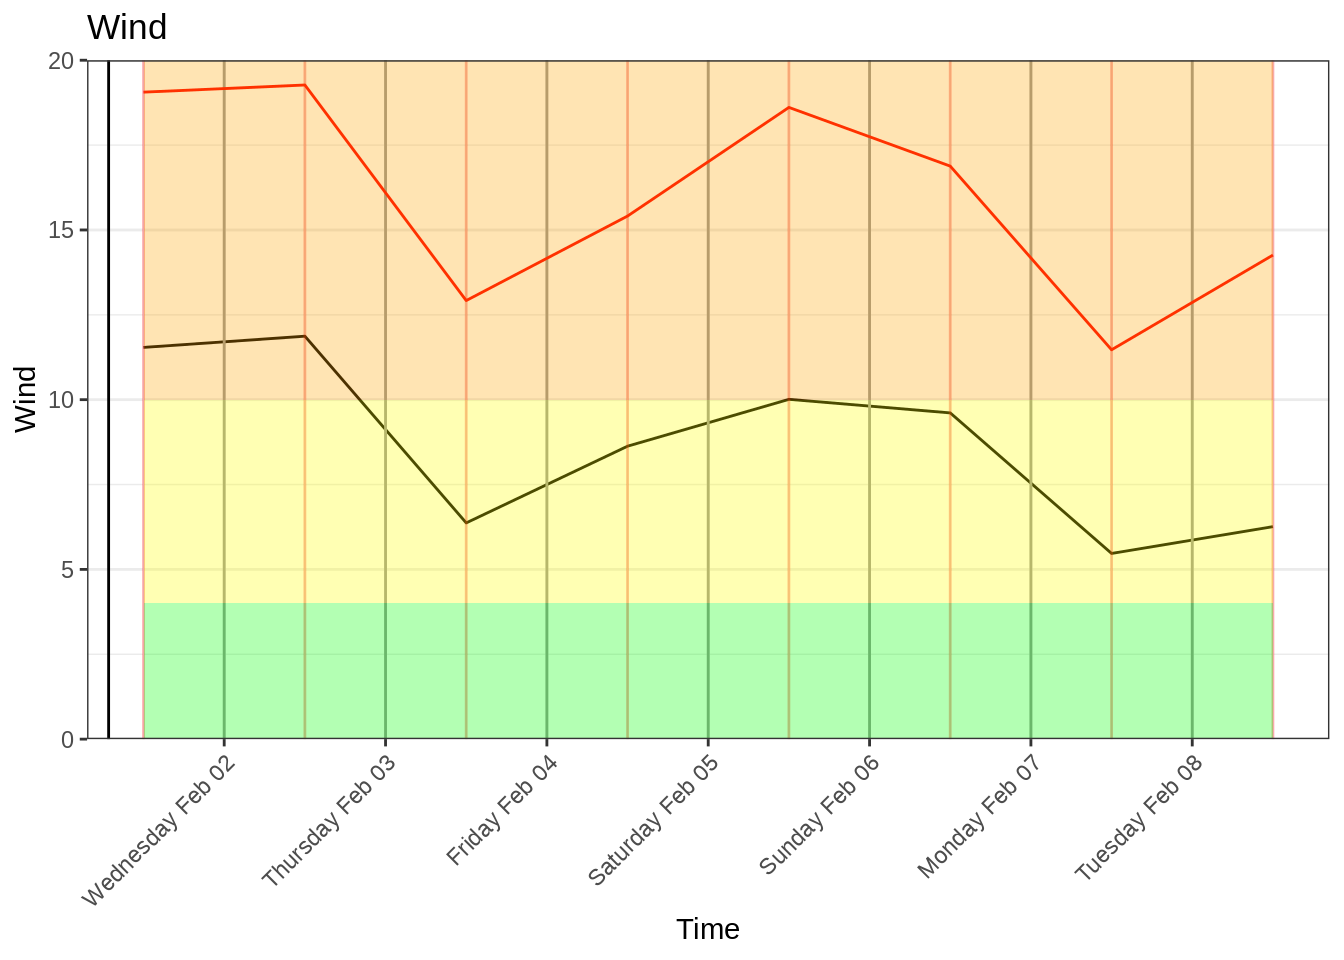 Wind
20
15
10
5
0
Wind
Wednesday Feb 02
Thursday Feb 03
Friday Feb 04
Saturday Feb 05
Sunday Feb 06
Monday Feb 07
Tuesday Feb 08
Time